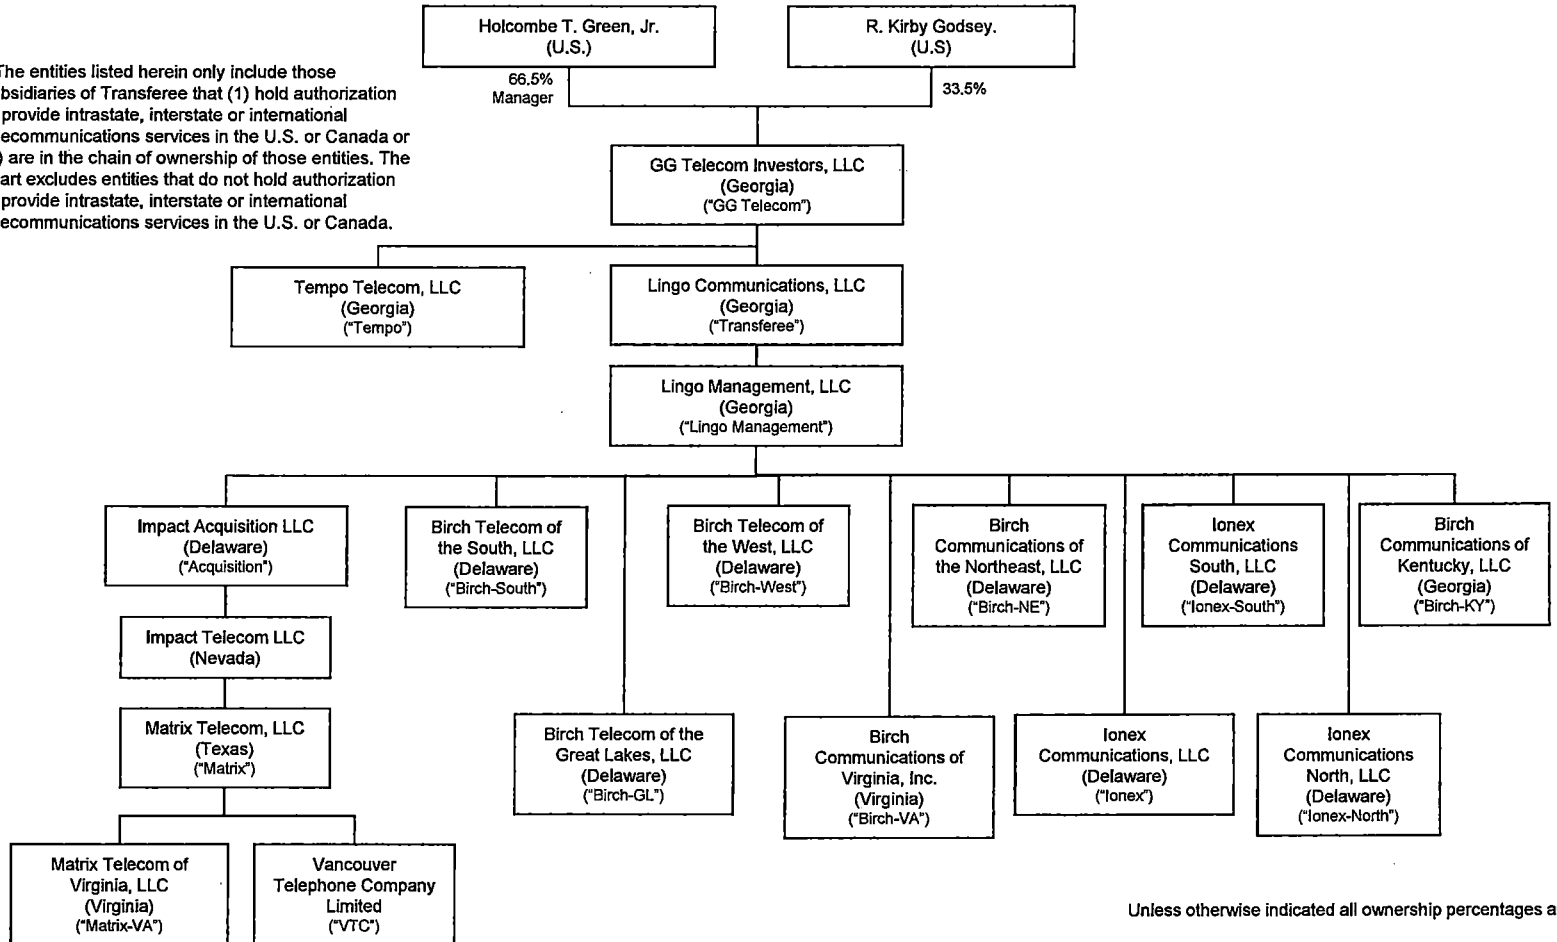 Holcombe T. Green, Jr.
(U.S.)
R. Kirby Godsey.
(U.S)
The entities listed herein only include those
bsidiaries of Transferee that (1) hold authorization
provide intrastate, interstate or international
ecommunications services in the U.S. or Canada or
) are in the chain of ownership of those entities. The
art excludes entities that do not hold authorization
provide intrastate, interstate or international
ecommunications services in the U.S. or Canada.
66.5%
Manager
33.5%
GG Telecom Investors, LLC
(Georgia)
("GG Telecom")
Tempo Telecom, LLC
(Georgia)
("Tempo")
Lingo Communications, LLC
(Georgia)
("Transferee")
Lingo Management, LLC
(Georgia)
("Lingo Management")
Impact Acquisition LLC
(Delaware)
("Acquisition")
Birch Telecom of
the South, LLC
(Delaware)
("Birch-South")
Birch Telecom of
the West, LLC
(Delaware)
("Birch-West")
Birch
Communications of
the Northeast, LLC
(Delaware)
("Birch-NE")
Ionex
Communications
South, LLC
(Delaware)
("Ionex-South")
Birch
Communications of
Kentucky, LLC
(Georgia)
("Birch-KY")
Impact Telecom LLC
(Nevada)
Matrix Telecom, LLC
(Texas)
("Matrix")
Birch Telecom of the
Great Lakes, LLC
(Delaware)
("Birch-GL")
Birch
Communications of
Virginia, Inc.
(Virginia)
("Birch-VA")
Ionex
Communications, LLC
(Delaware)
("Ionex")
Ionex
Communications
North, LLC
(Delaware)
("Ionex-North")
Matrix Telecom of
Virginia, LLC
(Virginia)
("Matrix-VA")
Vancouver
Telephone Company
Limited
("VTC")
Unless otherwise indicated all ownership percentages a